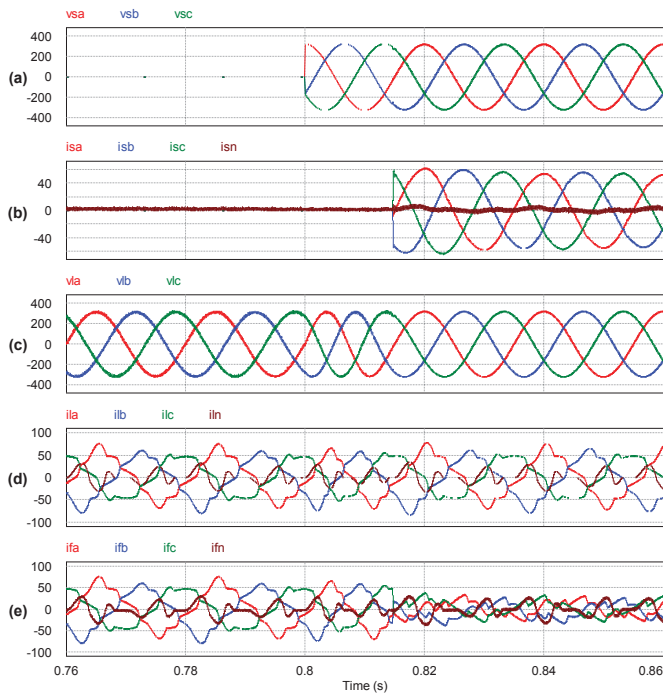 vsa vsb vsc
400
200
(a) 0
-200
-400
isa isb isc isn
40
(b) 0
-40
vla vlb vlc
400
200
(c) 0
-200
-400
ila ilb ilc iln
100
50
(d) 0
-50
-100
ifa ifb ifc ifn
100
50
(e) 0
-50
-100
0.76 0.78 0.8 0.82 0.84 0.86
Time (s)